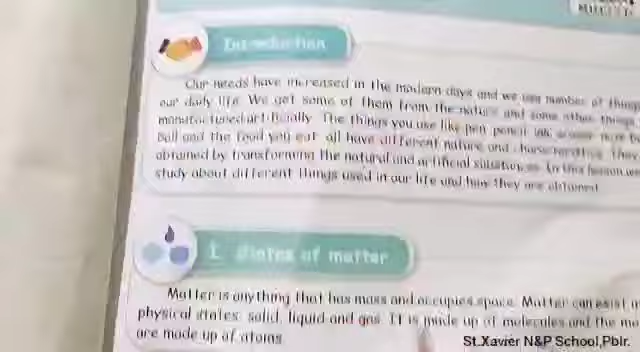 Introduction
Our needs have increased in the modern days and we use number of things
our daily life. We get some of them from the nature and some other things
manufactured artificially. The things you use like pen pencil ink
ball and the food you eat all have different nature and characteristics. They
obtained by transforming the natural and artificial substances. In this lesson we
study about different things used in our life and how they are obtained
1. States of matter
Matter is anything that has mass and occupies space. Matter can exist in
physical states: solid, liquid and gas. It is made up of molecules and the
are made up of atoms
St.Xavier N&P School,Pblr.